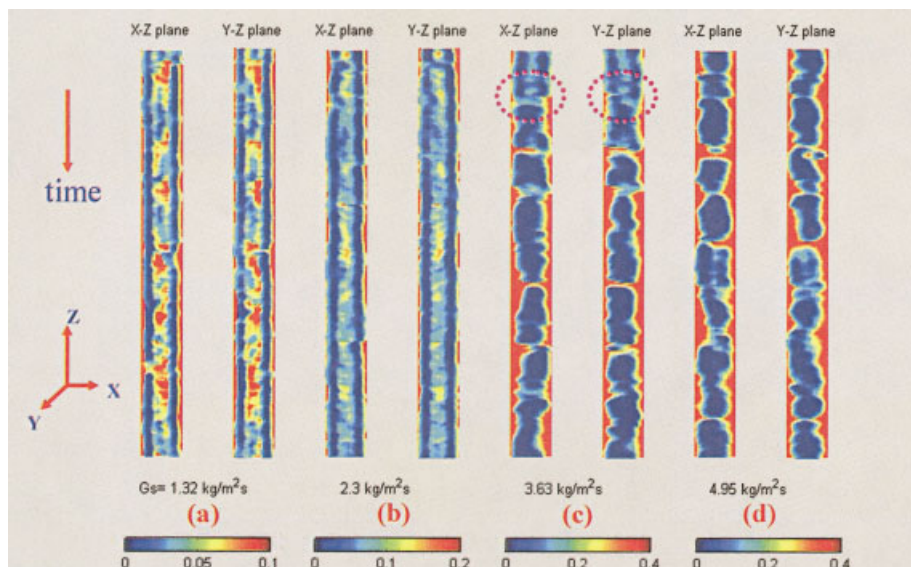 X-Z plane Y-Z plane X-Z plane Y-Z plane X-Z plane Y-Z plane X-Z plane Y-Z plane
time
Z
X
Y
Gs= 1.32 kg/m²s 2.3 kg/m²s 3.63 kg/m²s 4.95 kg/m²s
(a) (b) (c) (d)
0 0.05 0.1 0 0.2 0 0.2 0.4 0 0.2 0.4